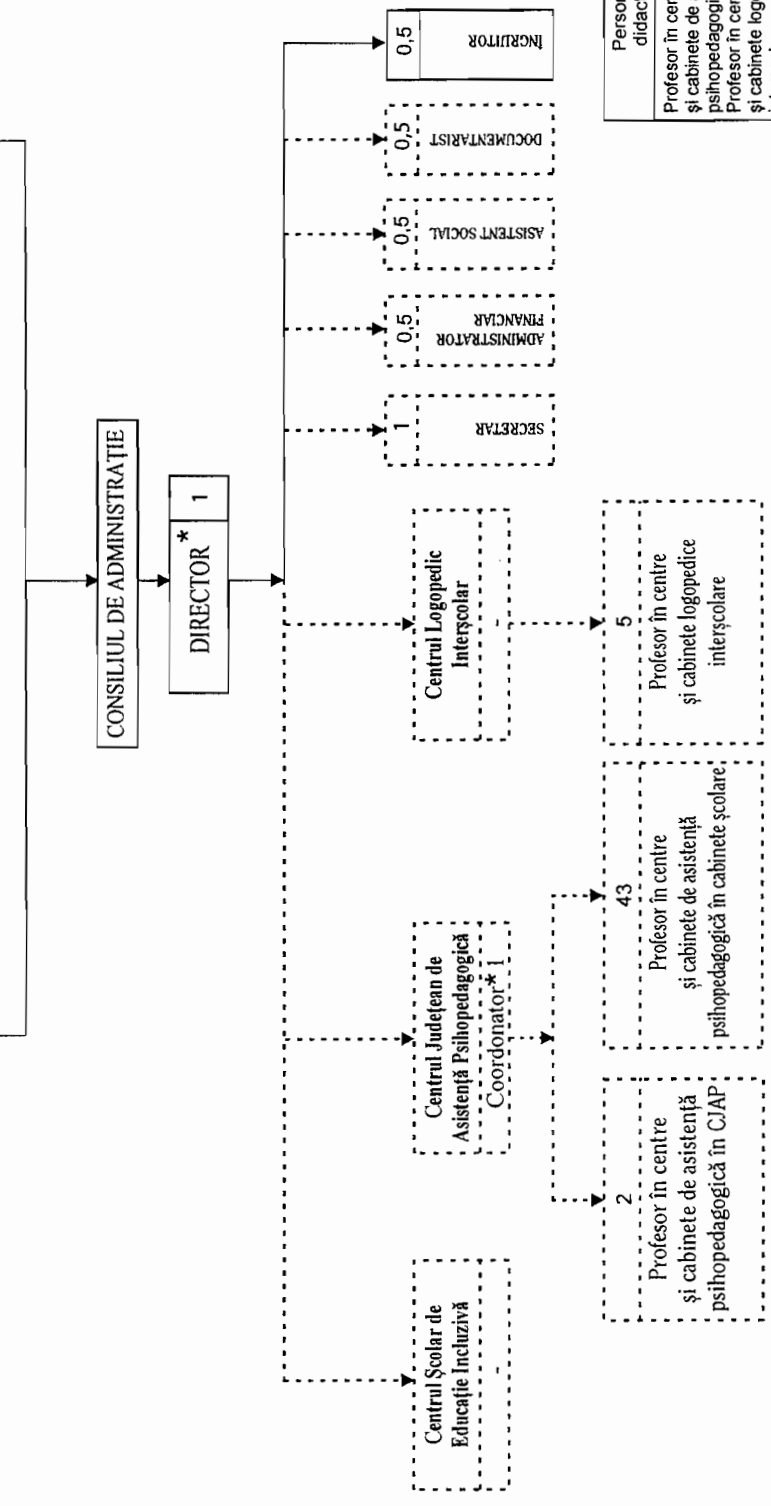 CONSILIUL DE ADMINISTRAȚIE
DIRECTOR*
1
Centrul Școlar de
Educație Incluzivă
-
Centrul Județean de
Asistență Psihopedagogică
Coordonator* 1
2
Profesor în centre
și cabinete de asistență
psihopedagogică în CJAP
43
Profesor în centre
și cabinete de asistență
psihopedagogică în cabinete școlare
Centrul Logopedic
Interșcolar
-
5
Profesor în centre
și cabinete logopedice
interșcolare
1
SECRETAR
0,5
ADMINISTRATOR
FINANCIAR
0,5
ASISTENT SOCIAL
0,5
DOCUMENTARIST
0,5
ÎNGRIJITOR
Person
didact
Profesor în cen
și cabinete de a
psihopedagogi
Profesor în cen
și cabinete log